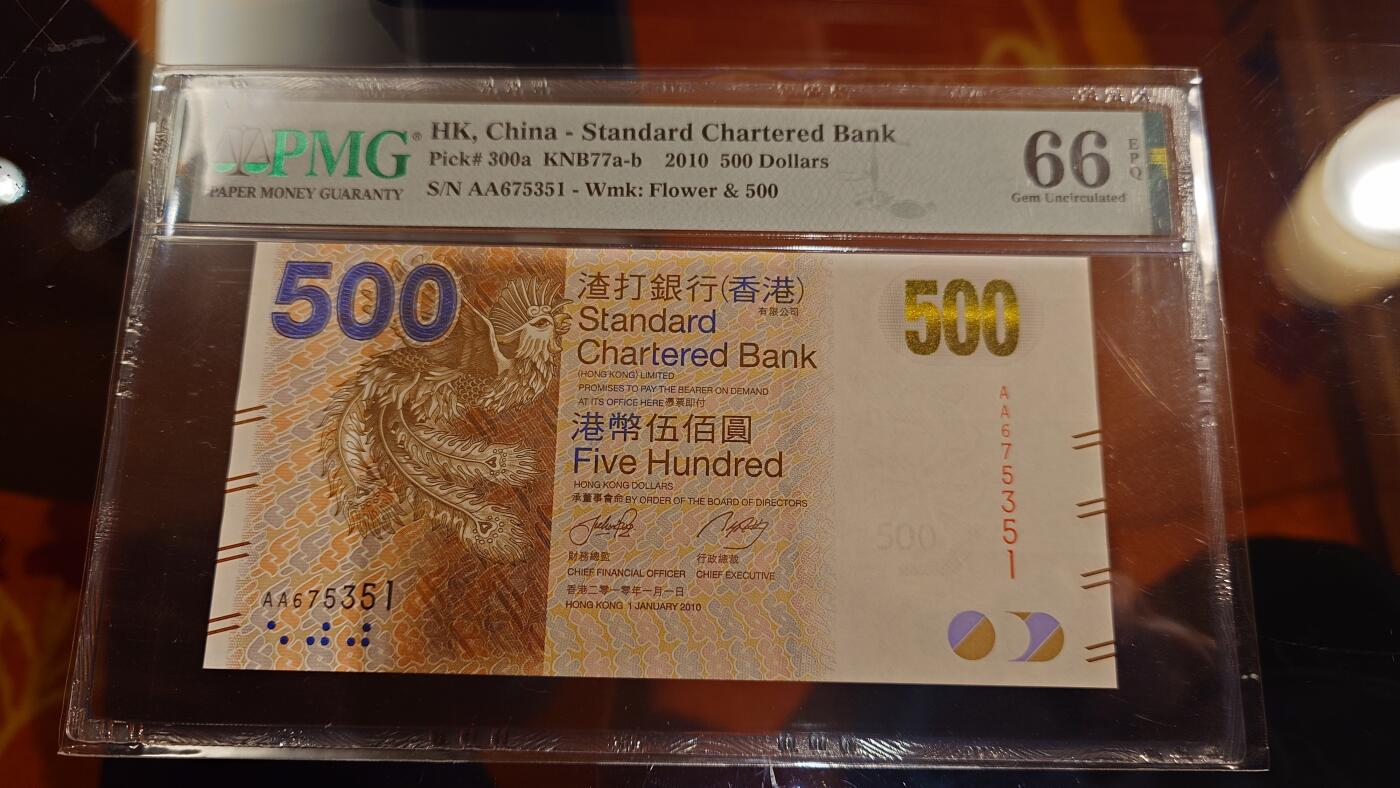 PMG®
PAPER MONEY GUARANTY
HK, China - Standard Chartered Bank
Pick# 300a KNB77a-b 2010 500 Dollars
S/N AA675351 - Wmk: Flower & 500
66
EPQ
Gem Uncirculated
500
渣打銀行(香港)
有限公司
Standard
Chartered Bank
(HONG KONG) LIMITED
PROMISES TO PAY THE BEARER ON DEMAND
AT ITS OFFICE HERE憑票即付
港幣伍佰圓
Five Hundred
HONG KONG DOLLARS
承董事會命 BY ORDER OF THE BOARD OF DIRECTORS
財務總監 行政總裁
CHIEF FINANCIAL OFFICER CHIEF EXECUTIVE
香港二零一零年一月一日
HONG KONG 1 JANUARY 2010
AA675351
500
AA675351
500